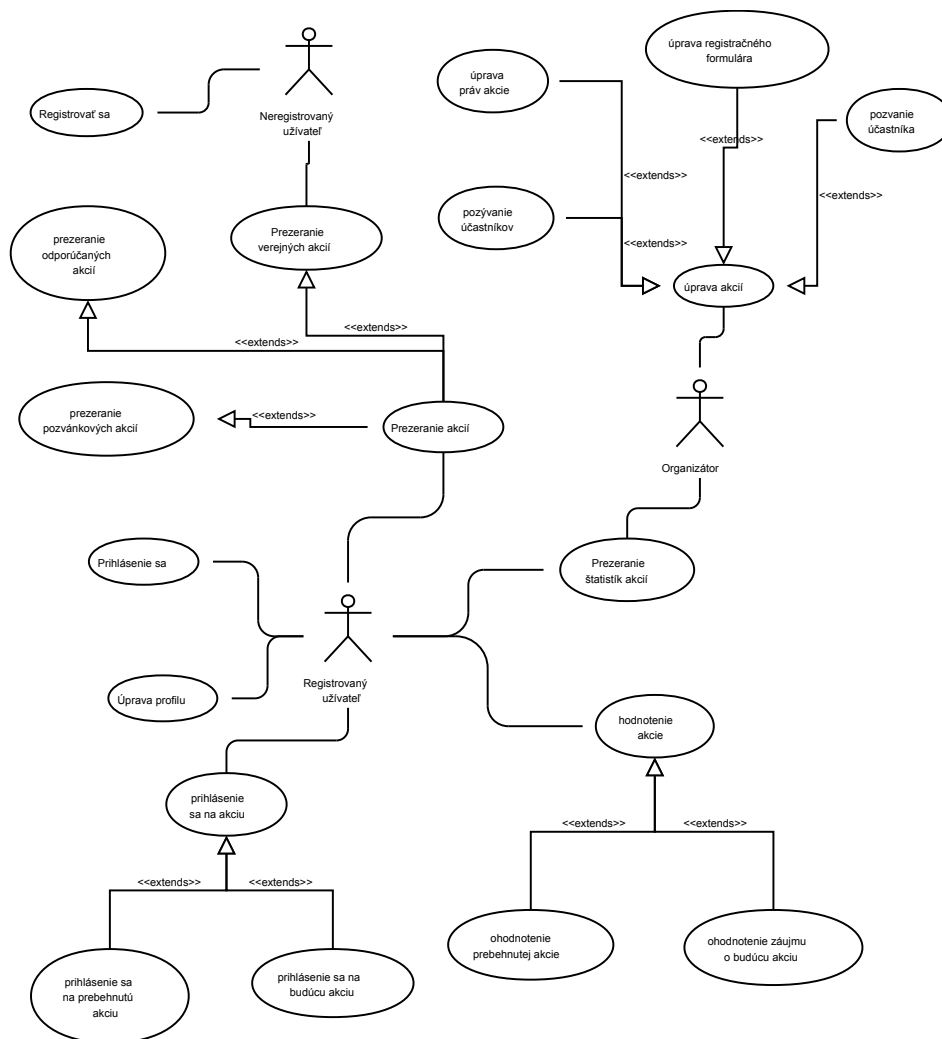 úprava registračného
formulára
úprava
práv akcie
Registrovať sa
Neregistrovaný
užívateľ
pozvanie
účastníka
<<extends>>
<<extends>>
<<extends>>
prezeranie
odporúčaných
akcií
Prezeranie
verejných akcií
pozývanie
účastníkov
<<extends>>
úprava akcií
<<extends>>
<<extends>>
prezeranie
pozvánkových akcií
<<extends>>
Prezeranie akcií
Organizátor
Prihlásenie sa
Prezeranie
štatistík akcií
Registrovaný
užívateľ
Úprava profilu
hodnotenie
akcie
prihlásenie
sa na akciu
<<extends>>
<<extends>>
<<extends>>
<<extends>>
ohodnotenie
prebehnutej akcie
ohodnotenie záujmu
o budúcu akciu
prihlásenie sa
na prebehnutú
akciu
prihlásenie sa na
budúcu akciu